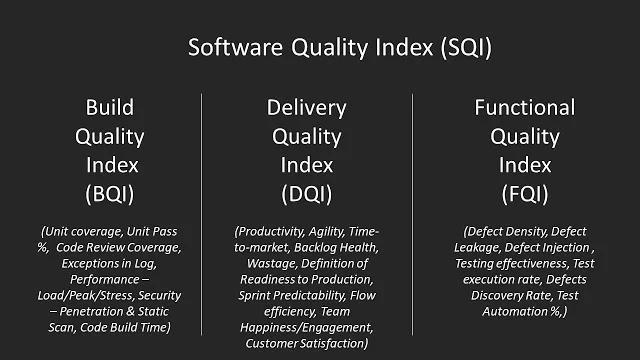 Software Quality Index (SQI)
Build
Quality
Index
(BQI)
(Unit coverage, Unit Pass
%, Code Review Coverage,
Exceptions in Log,
Performance –
Load/Peak/Stress, Security
– Penetration & Static
Scan, Code Build Time)
Delivery
Quality
Index
(DQI)
(Productivity, Agility, Time-
to-market, Backlog Health,
Wastage, Definition of
Readiness to Production,
Sprint Predictability, Flow
efficiency, Team
Happiness/Engagement,
Customer Satisfaction)
Functional
Quality
Index
(FQI)
(Defect Density, Defect
Leakage, Defect Injection ,
Testing effectiveness, Test
execution rate, Defects
Discovery Rate, Test
Automation %,)